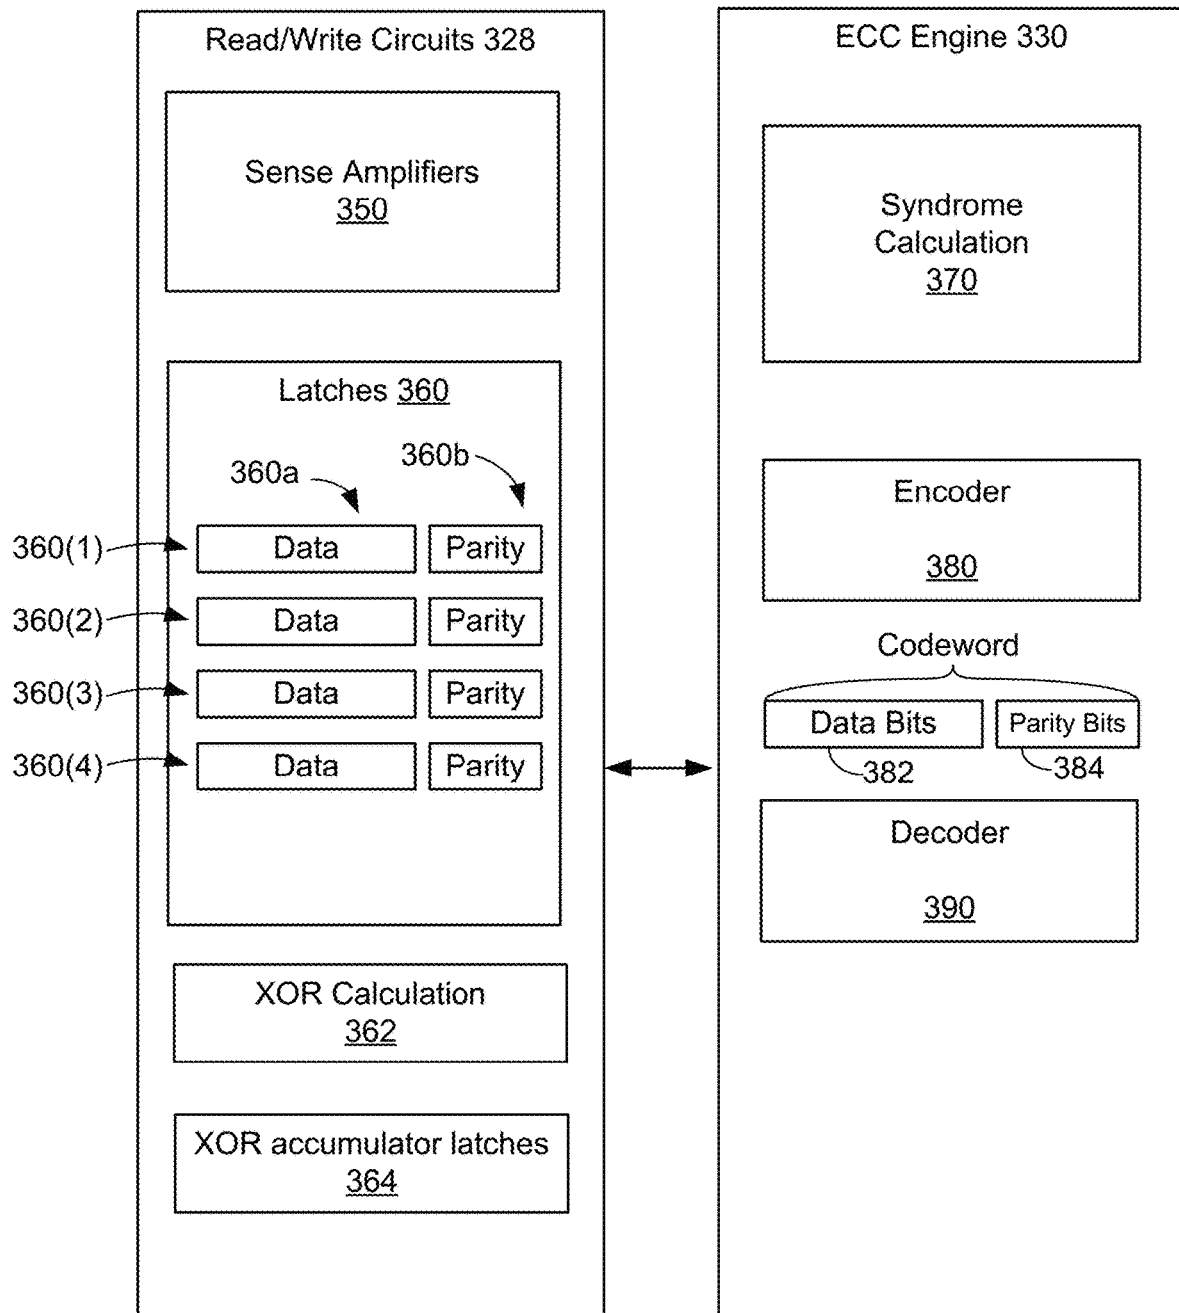 Read/Write Circuits 328
Sense Amplifiers
350
Latches 360
360a
360b
360(1)
Data
Parity
360(2)
Data
Parity
360(3)
Data
Parity
360(4)
Data
Parity
XOR Calculation
362
XOR accumulator latches
364
ECC Engine 330
Syndrome
Calculation
370
Encoder
380
Codeword
Data Bits
Parity Bits
382
384
Decoder
390